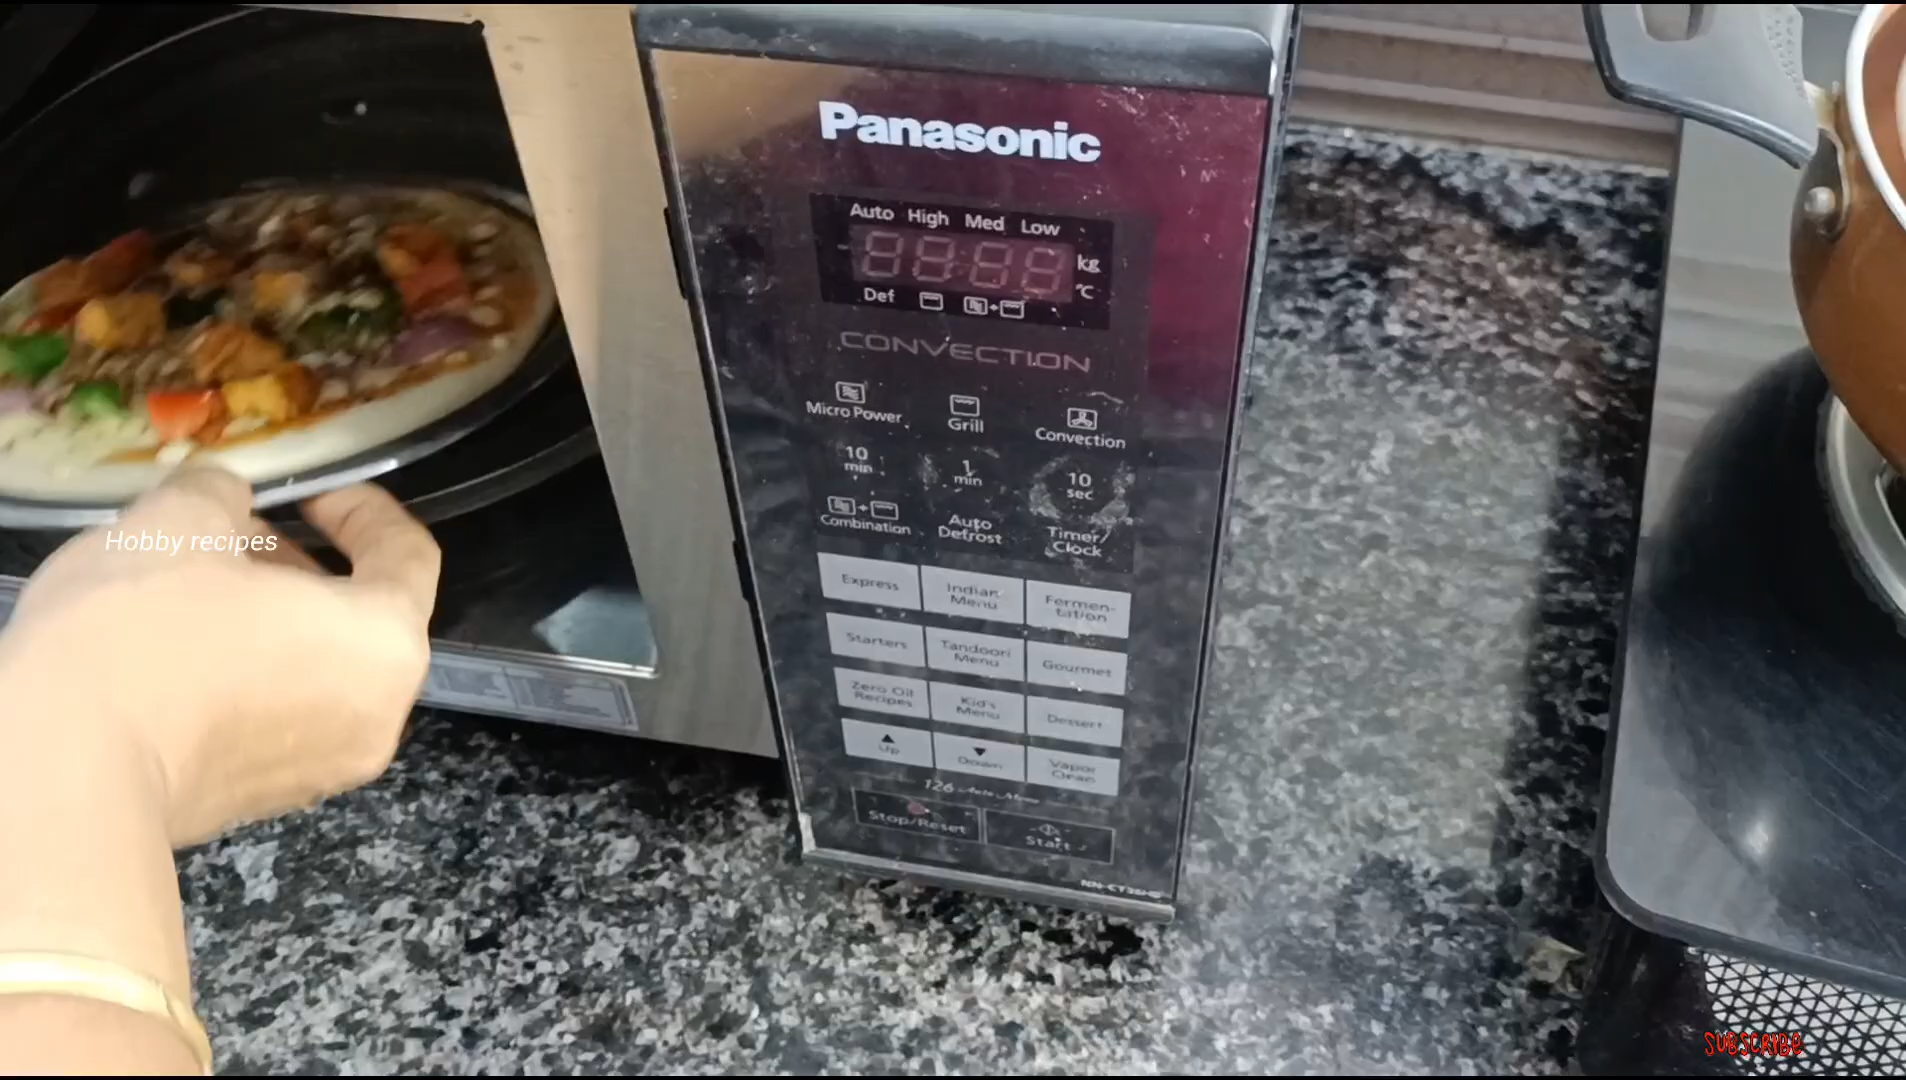 Panasonic
Auto High Med Low
kg
°C
Def
CONVECTION
Micro Power
Grill
Convection
10
min
1
min
10
sec
Combination
Auto
Defrost
Timer/
Clock
Express
Indian
Menu
Fermen-
tation
Starters
Tandoori
Menu
Gourmet
Zero Oil
Recipes
Kid's
Menu
Dessert
Up
Down
Vapor
Clean
126 Auto Menu
Stop/Reset
Start
Hobby recipes
SUBSCRIBE